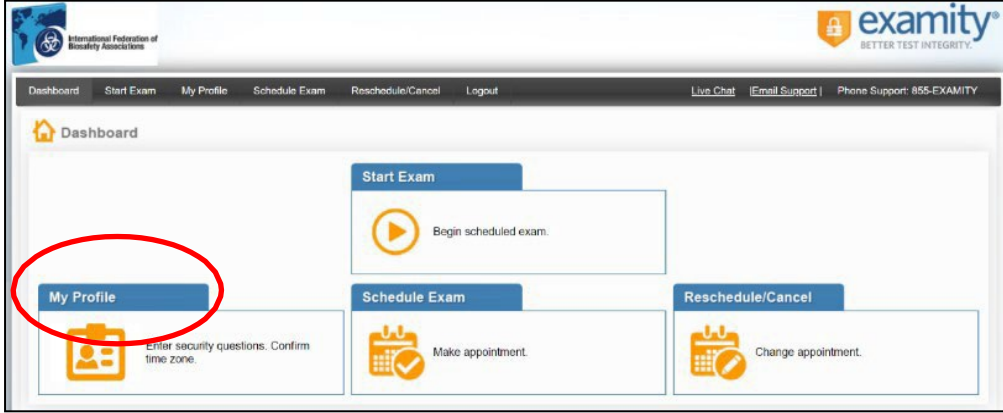 International Federation of
Biosafety Associations
examity®
BETTER TEST INTEGRITY.
Dashboard Start Exam My Profile Schedule Exam Reschedule/Cancel Logout Live Chat |Email Support | Phone Support: 855-EXAMITY
Dashboard
Start Exam
Begin scheduled exam.
My Profile
Enter security questions. Confirm
time zone.
Schedule Exam
Make appointment.
Reschedule/Cancel
Change appointment.